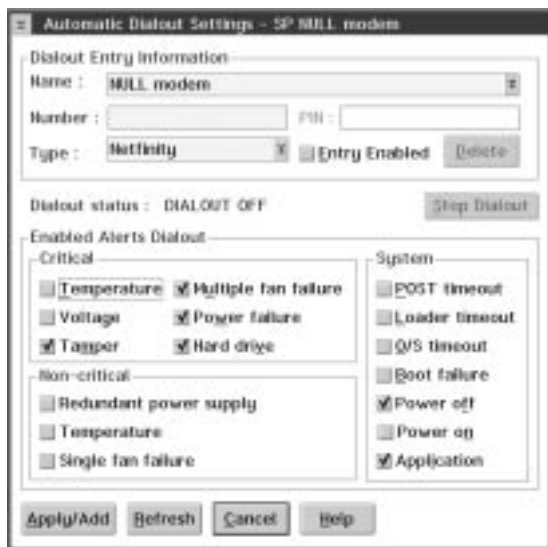 Automatic Dialout Settings - SP NULL modem
Dialout Entry Information
Name : NULL modem
Number : PIN :
Type : Netfinity Entry Enabled Delete
Dialout status : DIALOUT OFF Stop Dialout
Enabled Alerts Dialout
Critical
Temperature Multiple fan failure
Voltage Power failure
Tamper Hard drive
Non-critical
Redundant power supply
Temperature
Single fan failure
System
POST timeout
Loader timeout
O/S timeout
Boot failure
Power off
Power on
Application
Apply/Add Refresh Cancel Help